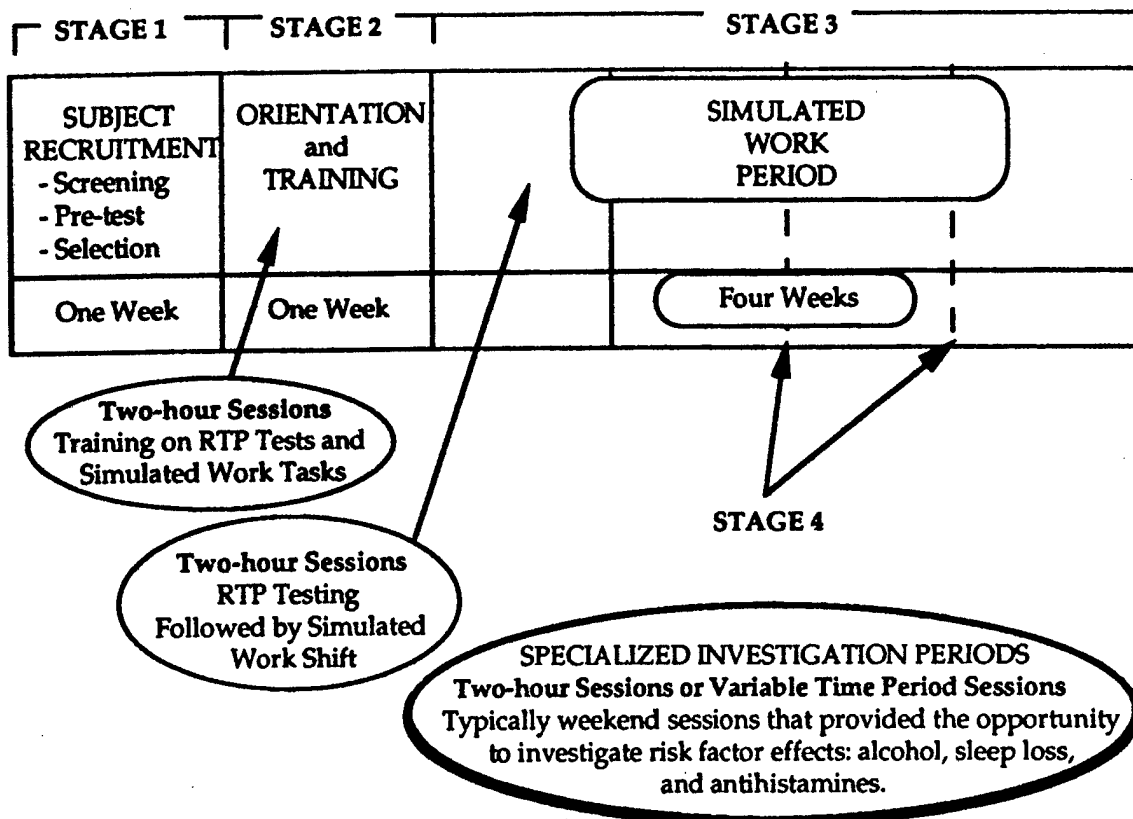 STAGE 1
STAGE 2
STAGE 3
SUBJECT
RECRUITMENT
- Screening
- Pre-test
- Selection
ORIENTATION
and
TRAINING
SIMULATED
WORK
PERIOD
One Week
One Week
Four Weeks
Two-hour Sessions
Training on RTP Tests and
Simulated Work Tasks
STAGE 4
Two-hour Sessions
RTP Testing
Followed by Simulated
Work Shift
SPECIALIZED INVESTIGATION PERIODS
Two-hour Sessions or Variable Time Period Sessions
Typically weekend sessions that provided the opportunity
to investigate risk factor effects: alcohol, sleep loss,
and antihistamines.